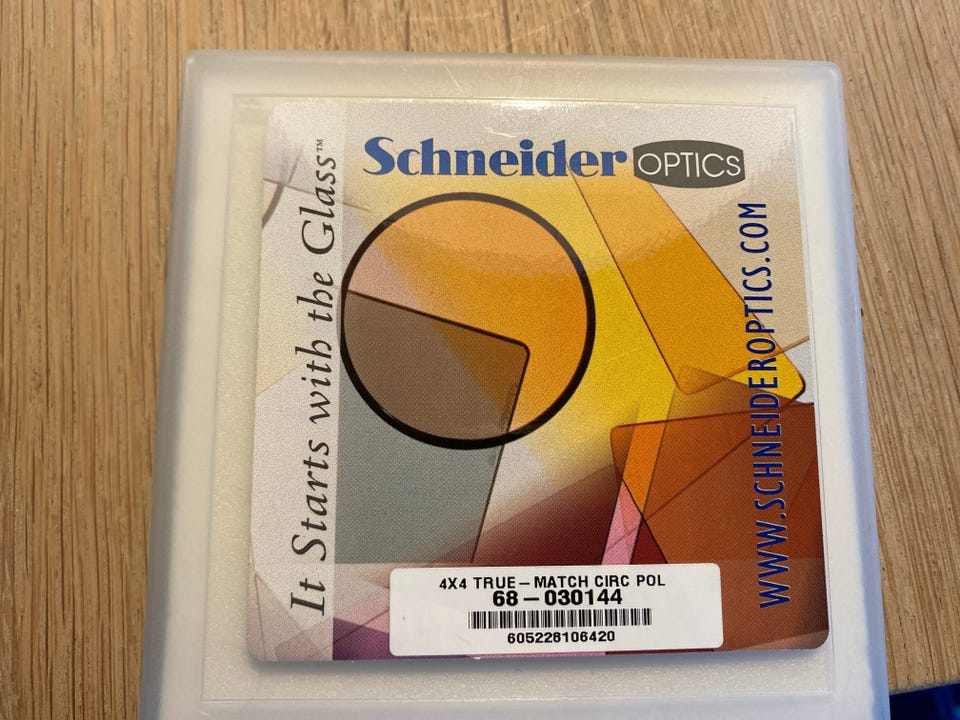 Schneider OPTICS
It Starts with the Glass™
WWW.SCHNEIDEROPTICS.COM
4X4 TRUE-MATCH CIRC POL
68-030144
605228106420